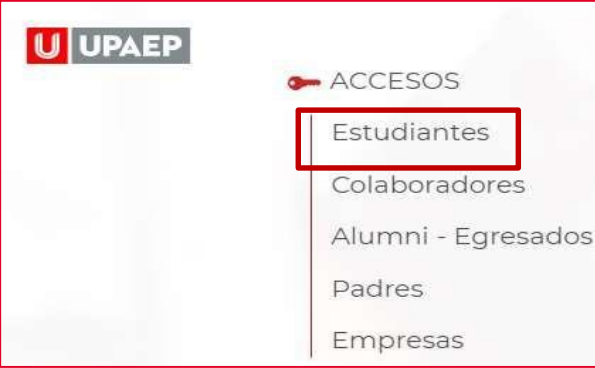 U UPAEP
ACCESOS
Estudiantes
Colaboradores
Alumni - Egresados
Padres
Empresas